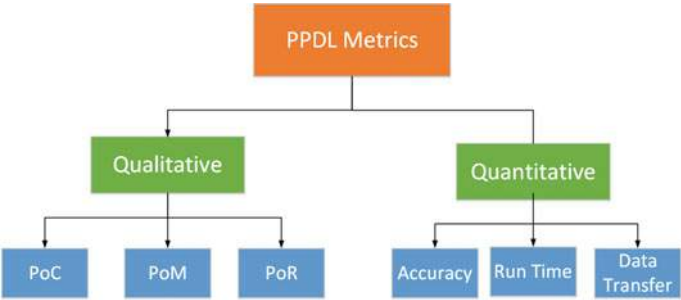 PPDL Metrics
Qualitative
Quantitative
PoC
PoM
PoR
Accuracy
Run Time
Data
Transfer